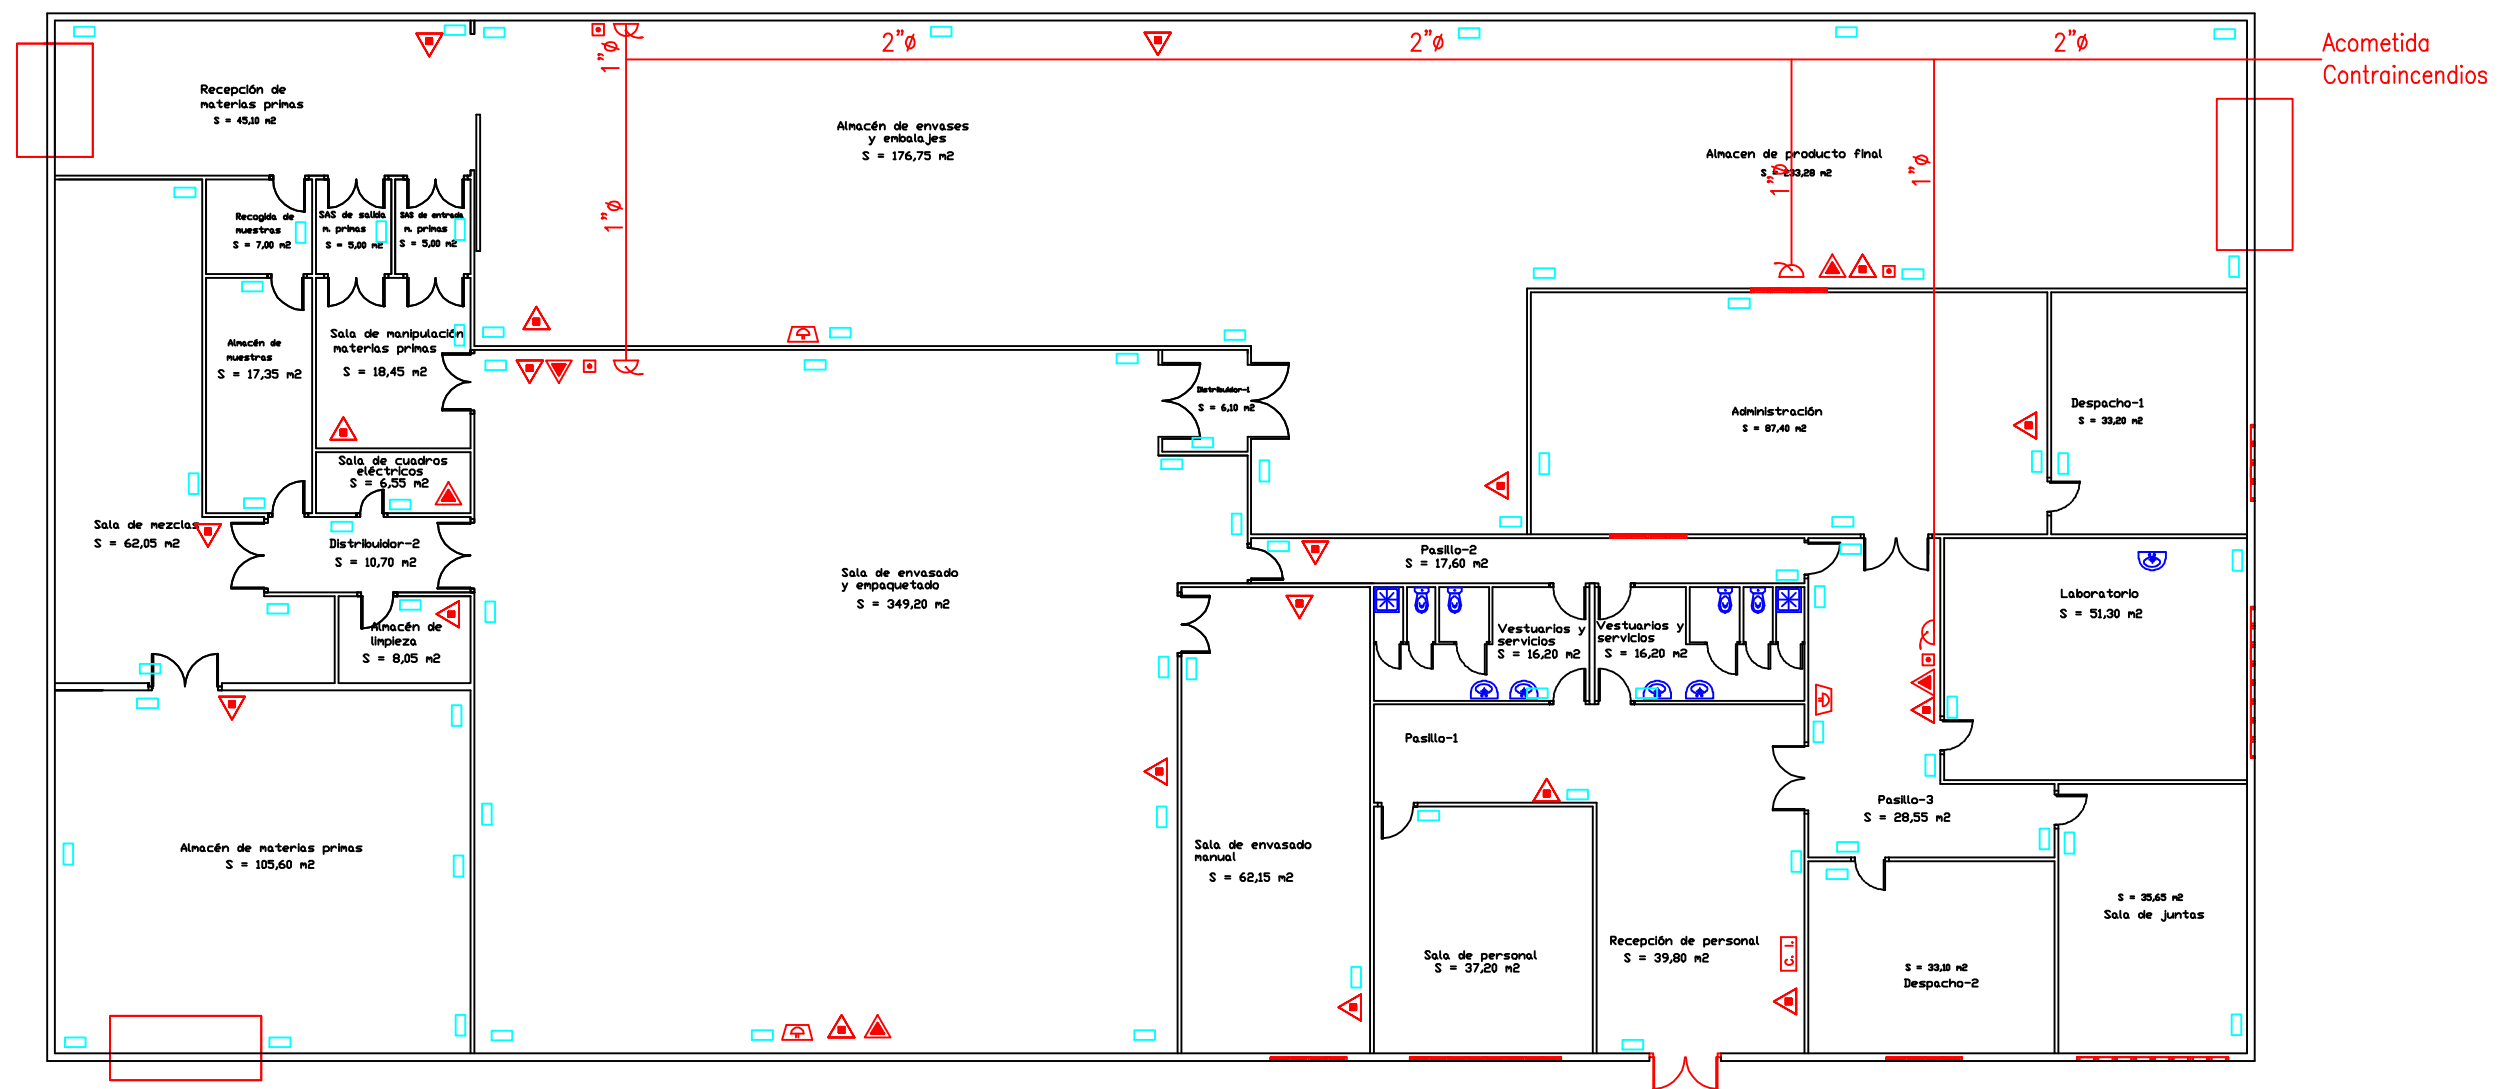 2"ø
2"ø
2"ø
Acometida
Contraincendios
1"ø
Recepción de
materias primas
S = 45,10 m2
Almacén de envases
y embalajes
S = 176,75 m2
Almacen de producto final
S = 233,28 m2
1"ø
1"ø
1"ø
Recogida de
muestras
S = 7,00 m2
SAS de salida
m. primas
S = 5,00 m2
SAS de entrada
m. primas
S = 5,00 m2
Almacén de
muestras
S = 17,35 m2
Sala de manipulación
materias primas
S = 18,45 m2
Distribuidor-1
S = 6,10 m2
Administración
S = 87,40 m2
Despacho-1
S = 33,20 m2
Sala de cuadros
eléctricos
S = 6,55 m2
Sala de mezclas
S = 62,05 m2
Distribuidor-2
S = 10,70 m2
Pasillo-2
S = 17,60 m2
Sala de envasado
y empaquetado
S = 349,20 m2
Laboratorio
S = 51,30 m2
Almacén de
limpieza
S = 8,05 m2
Vestuarios y
servicios
S = 16,20 m2
Vestuarios y
servicios
S = 16,20 m2
Pasillo-1
Pasillo-3
S = 28,55 m2
Almacén de materias primas
S = 105,60 m2
Sala de envasado
manual
S = 62,15 m2
S = 35,65 m2
Sala de juntas
Sala de personal
S = 37,20 m2
Recepción de personal
S = 39,80 m2
C. I.
S = 33,10 m2
Despacho-2